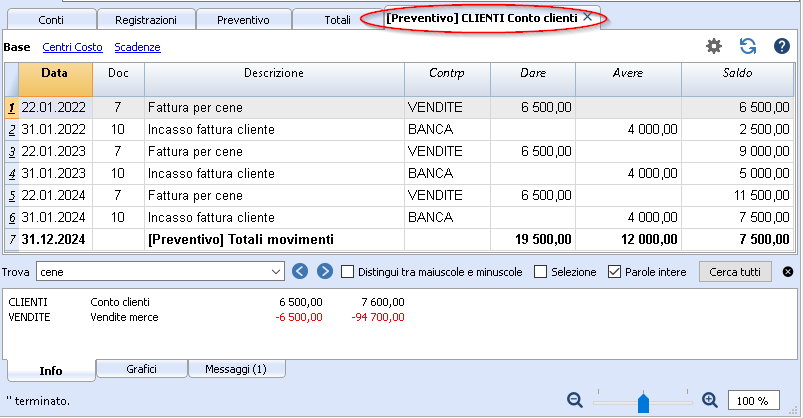 Conti Registrazioni Preventivo Totali [Preventivo] CLIENTI Conto clienti
Base Centri Costo Scadenze
Data Doc Descrizione Contrp Dare Avere Saldo
1 22.01.2022 7 Fattura per cene VENDITE 6 500,00 6 500,00
2 31.01.2022 10 Incasso fattura cliente BANCA 4 000,00 2 500,00
3 22.01.2023 7 Fattura per cene VENDITE 6 500,00 9 000,00
4 31.01.2023 10 Incasso fattura cliente BANCA 4 000,00 5 000,00
5 22.01.2024 7 Fattura per cene VENDITE 6 500,00 11 500,00
6 31.01.2024 10 Incasso fattura cliente BANCA 4 000,00 7 500,00
7 31.12.2024 [Preventivo] Totali movimenti 19 500,00 12 000,00 7 500,00
Trova cene Distingui tra maiuscole e minuscole Selezione Parole intere Cerca tutti
CLIENTI Conto clienti 6 500,00 7 600,00
VENDITE Vendite merce -6 500,00 -94 700,00
Info Grafici Messaggi (1)
'' terminato. 100 %